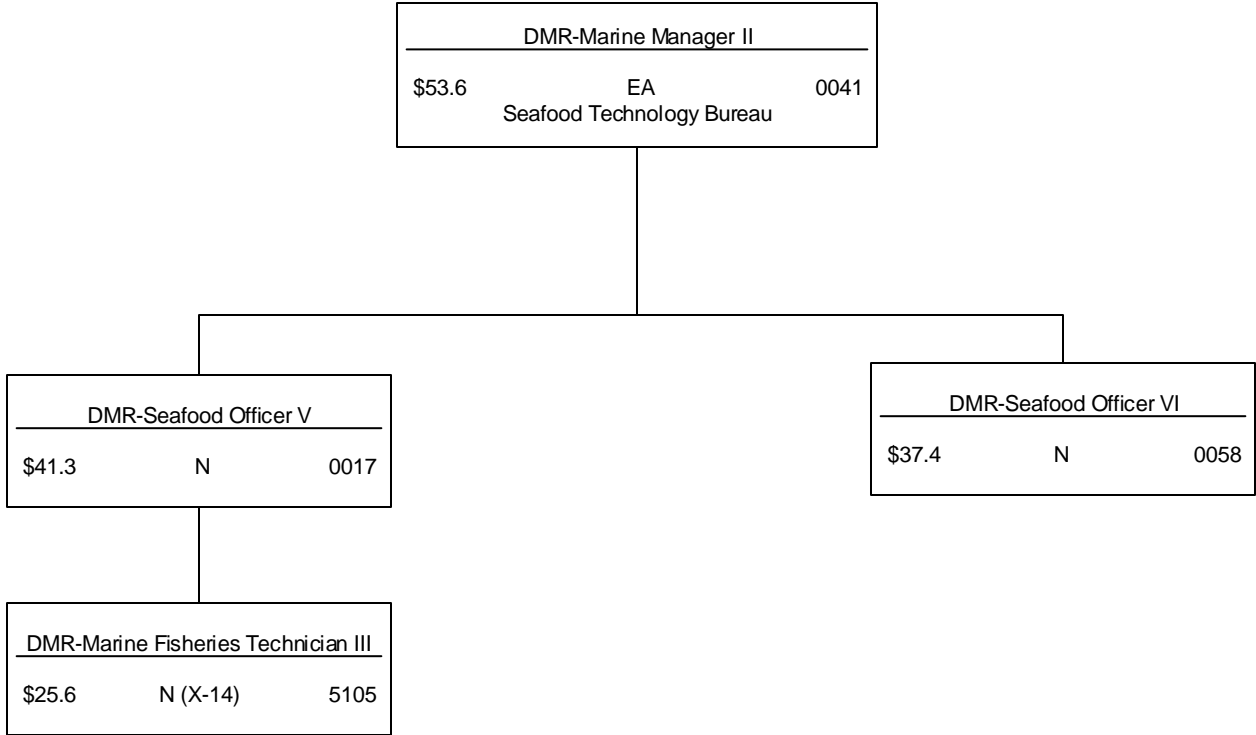 DMR-Marine Manager II
$53.6 EA 0041
Seafood Technology Bureau
DMR-Seafood Officer V
$41.3 N 0017
DMR-Seafood Officer VI
$37.4 N 0058
DMR-Marine Fisheries Technician III
$25.6 N (X-14) 5105